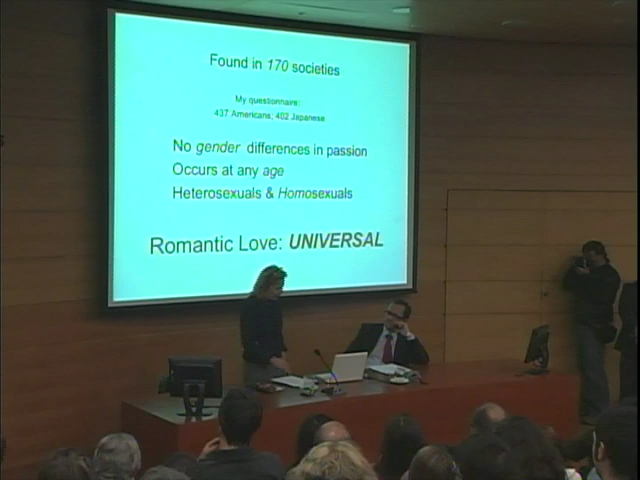 Found in 170 societies
My questionnaire:
437 Americans; 402 Japanese
No gender differences in passion
Occurs at any age
Heterosexuals & Homosexuals
Romantic Love: UNIVERSAL